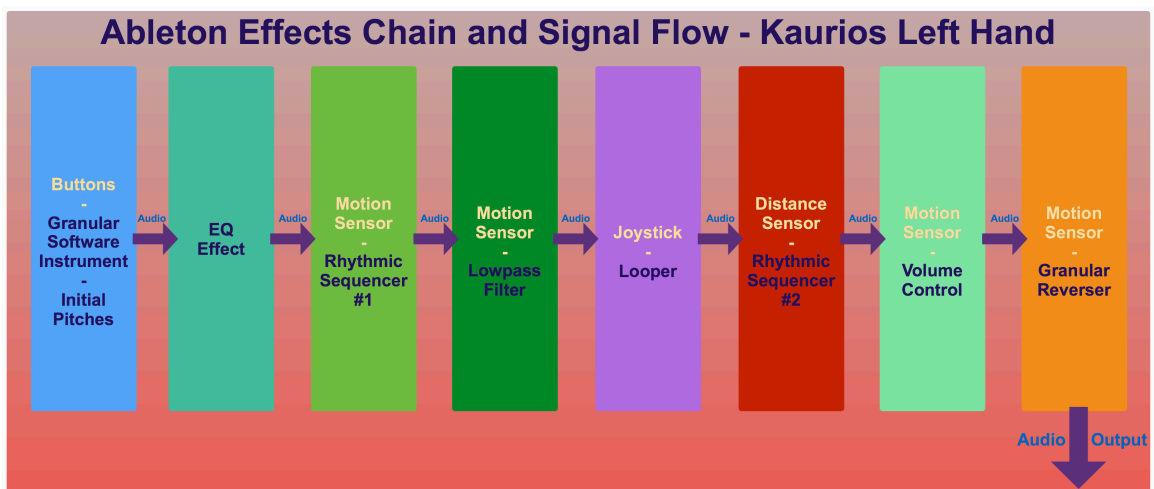 Ableton Effects Chain and Signal Flow - Kaurios Left Hand
Buttons
-
Granular
Software
Instrument
-
Initial
Pitches
Audio
EQ
Effect
Audio
Motion
Sensor
-
Rhythmic
Sequencer
#1
Audio
Motion
Sensor
-
Lowpass
Filter
Audio
Joystick
-
Looper
Audio
Distance
Sensor
-
Rhythmic
Sequencer
#2
Audio
Motion
Sensor
-
Volume
Control
Audio
Motion
Sensor
-
Granular
Reverser
Audio Output